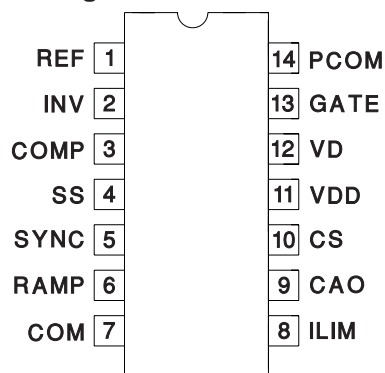 REF 1 14 PCOM
INV 2 13 GATE
COMP 3 12 VD
SS 4 11 VDD
SYNC 5 10 CS
RAMP 6 9 CAO
COM 7 8 ILIM